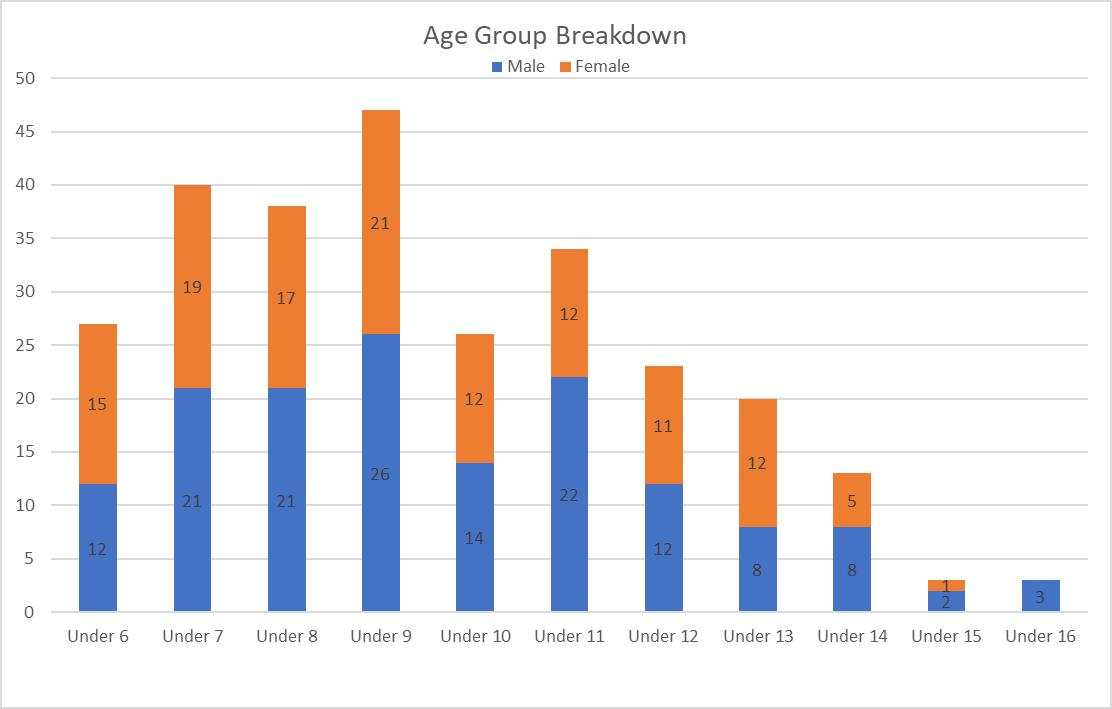 Age Group Breakdown
Male Female
50
45
40
35
30
25
20
15
10
5
0
15 19 17 21 12 12 11 12 5 1
12 21 21 26 14 22 12 8 8 2 3
Under 6 Under 7 Under 8 Under 9 Under 10 Under 11 Under 12 Under 13 Under 14 Under 15 Under 16